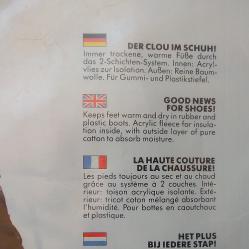 DER CLOU IM SCHUH!
Immer trockene, warme Füße durch
das 2-Schichten-System. Innen: Acryl-
vlies zur Isolation. Außen: Reine Baum-
wolle. Für Gummi- und Plastikstiefel.
GOOD NEWS
FOR SHOES!
Keeps feet warm and dry in rubber and
plastic boots. Acrylic fleece for insula-
tion inside, with outside layer of pure
cotton to absorb moisture.
LA HAUTE COUTURE
DE LA CHAUSSURE!
Les pieds toujours au sec et au chaud
grâce au système à 2 couches. Inté-
rieur: toison acrylique isolante. Exté-
rieur: tricot coton mélangé absorbant
l'humidité. Pour bottes en caoutchouc
et plastique.
HET PLUS
BIJ IEDERE STAP!